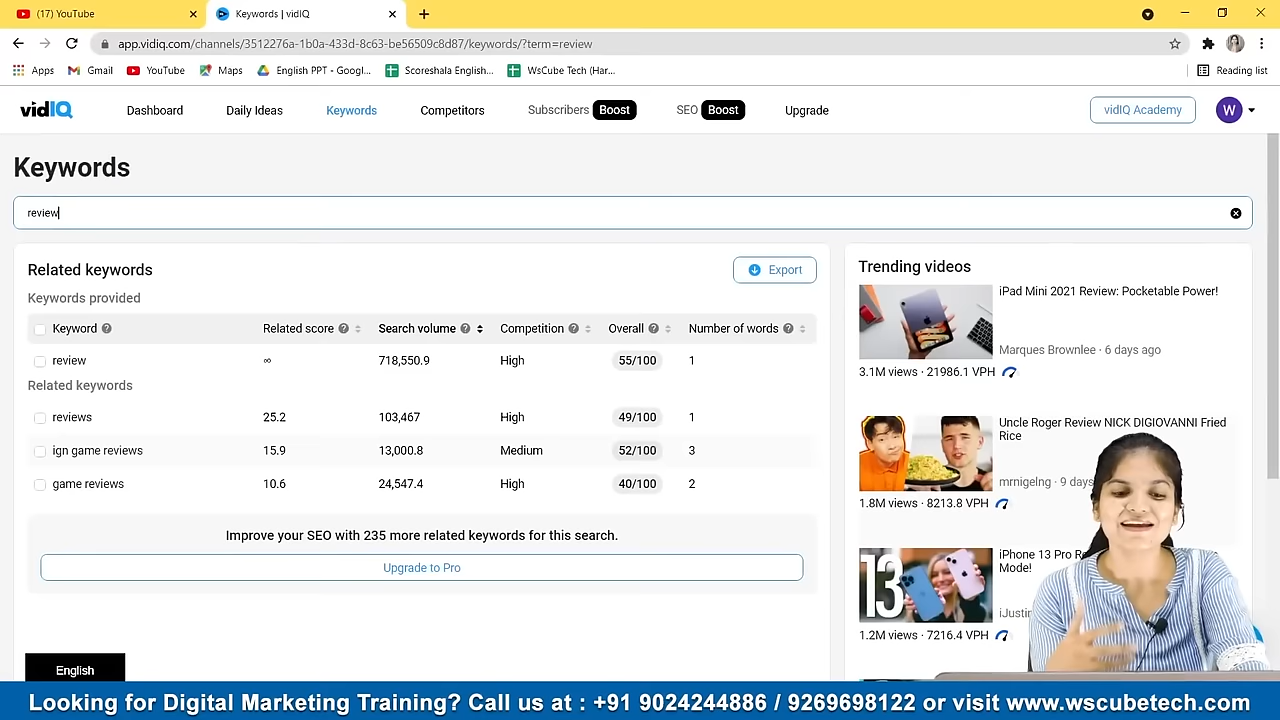 (17) YouTube
Keywords | vidIQ
app.vidiq.com/channels/3512276a-1b0a-433d-8c63-be56509c8d87/keywords/?term=review
Apps Gmail YouTube Maps English PPT - Googl... Scoreshala English... WsCube Tech (Har... Reading list
vidIQ Dashboard Daily Ideas Keywords Competitors Subscribers Boost SEO Boost Upgrade vidIQ Academy W
Keywords
review
Related keywords Export
Keywords provided
Keyword Related score Search volume Competition Overall Number of words
review ∞ 718,550.9 High 55/100 1
Related keywords
reviews 25.2 103,467 High 49/100 1
ign game reviews 15.9 13,000.8 Medium 52/100 3
game reviews 10.6 24,547.4 High 40/100 2
Improve your SEO with 235 more related keywords for this search.
Upgrade to Pro
Trending videos
iPad Mini 2021 Review: Pocketable Power!
Marques Brownlee · 6 days ago
3.1M views · 21986.1 VPH
Uncle Roger Review NICK DIGIOVANNI Fried
Rice
mrnigelng · 9 days
1.8M views · 8213.8 VPH
13
iPhone 13 Pro
Mode!
1.2M views · 7216.4 VPH
English
Looking for Digital Marketing Training? Call us at : +91 9024244886 / 9269698122 or visit www.wscubetech.com